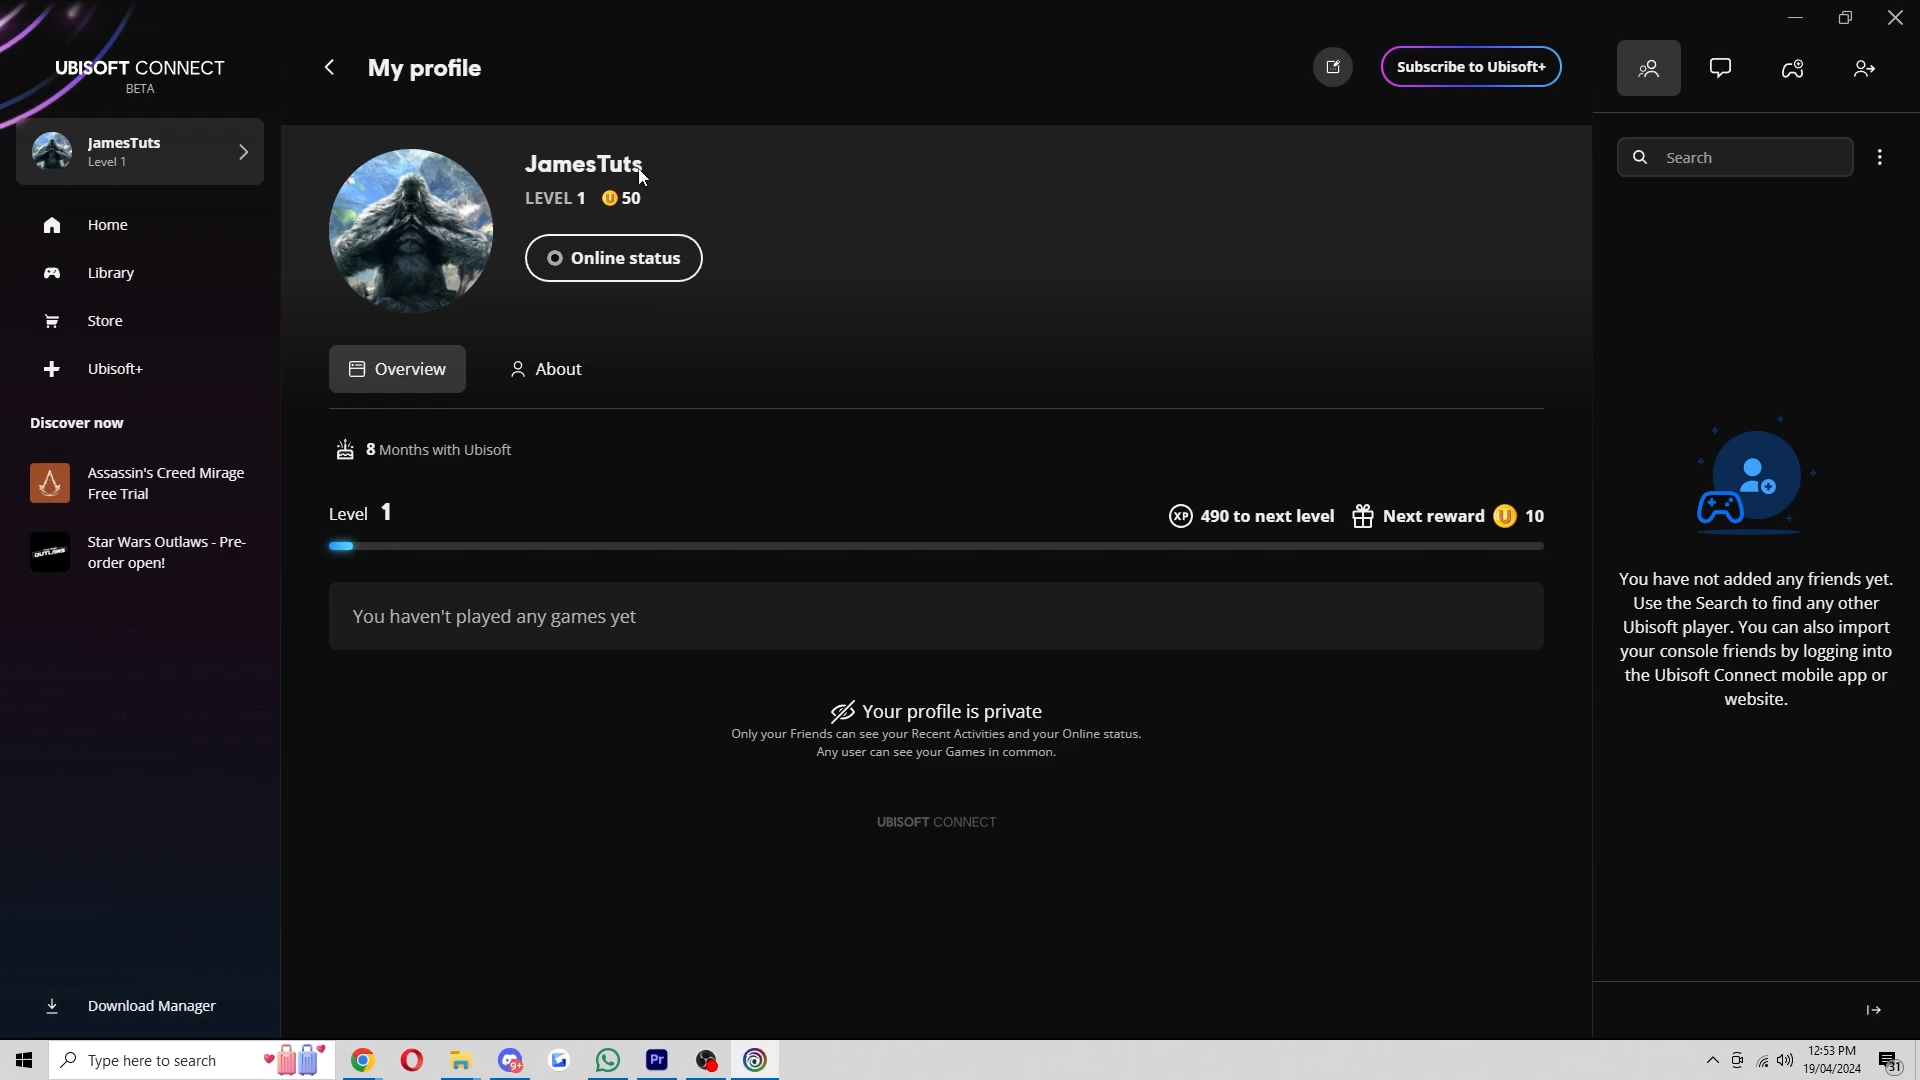 UBISOFT CONNECT
BETA
JamesTuts
Level 1
Home
Library
Store
Ubisoft+
Discover now
Assassin's Creed Mirage
Free Trial
OUTLAWS
Star Wars Outlaws - Pre-
order open!
Download Manager
My profile
Subscribe to Ubisoft+
JamesTuts
LEVEL 1 50
Online status
Overview
About
8 Months with Ubisoft
Level 1
XP 490 to next level Next reward 10
You haven't played any games yet
Your profile is private
Only your Friends can see your Recent Activities and your Online status.
Any user can see your Games in common.
UBISOFT CONNECT
Search
You have not added any friends yet.
Use the Search to find any other
Ubisoft player. You can also import
your console friends by logging into
the Ubisoft Connect mobile app or
website.
Type here to search
9+
Pr
12:53 PM
19/04/2024
31